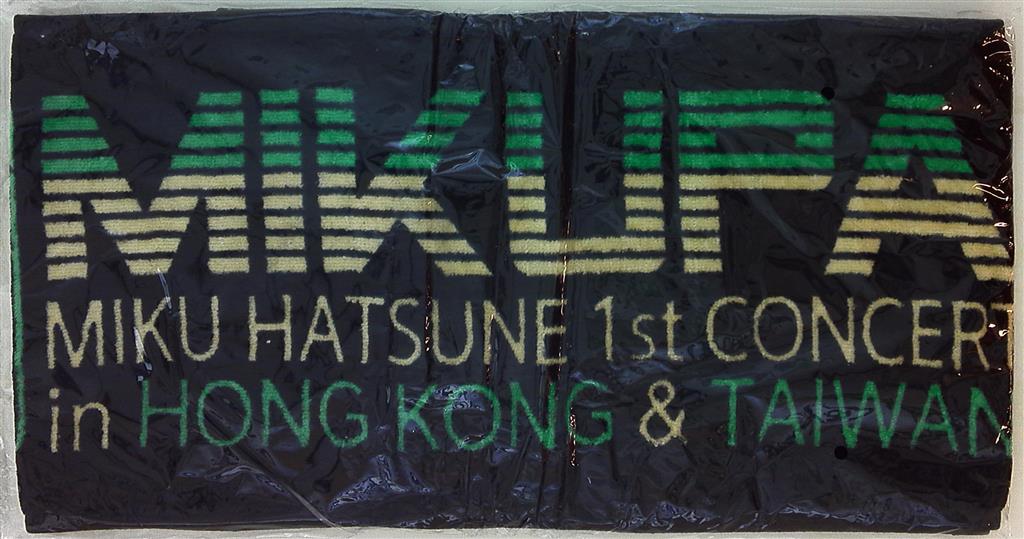 MIKUPA
MIKU HATSUNE 1st CONCERT
in HONG KONG & TAIWAN